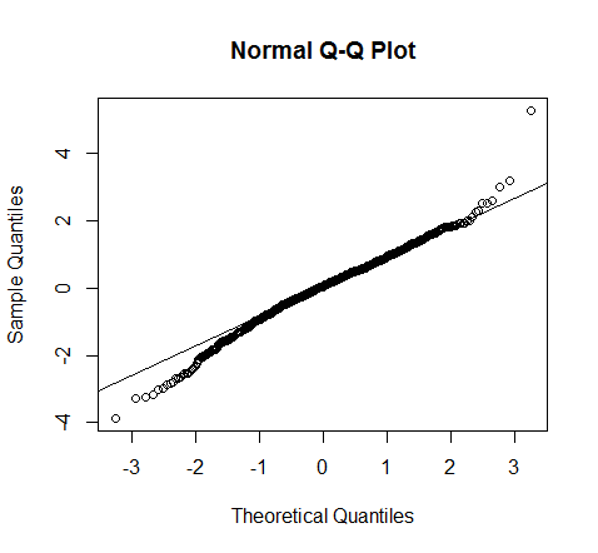 Normal Q-Q Plot
Sample Quantiles
4
2
0
-2
-4
-3 -2 -1 0 1 2 3
Theoretical Quantiles